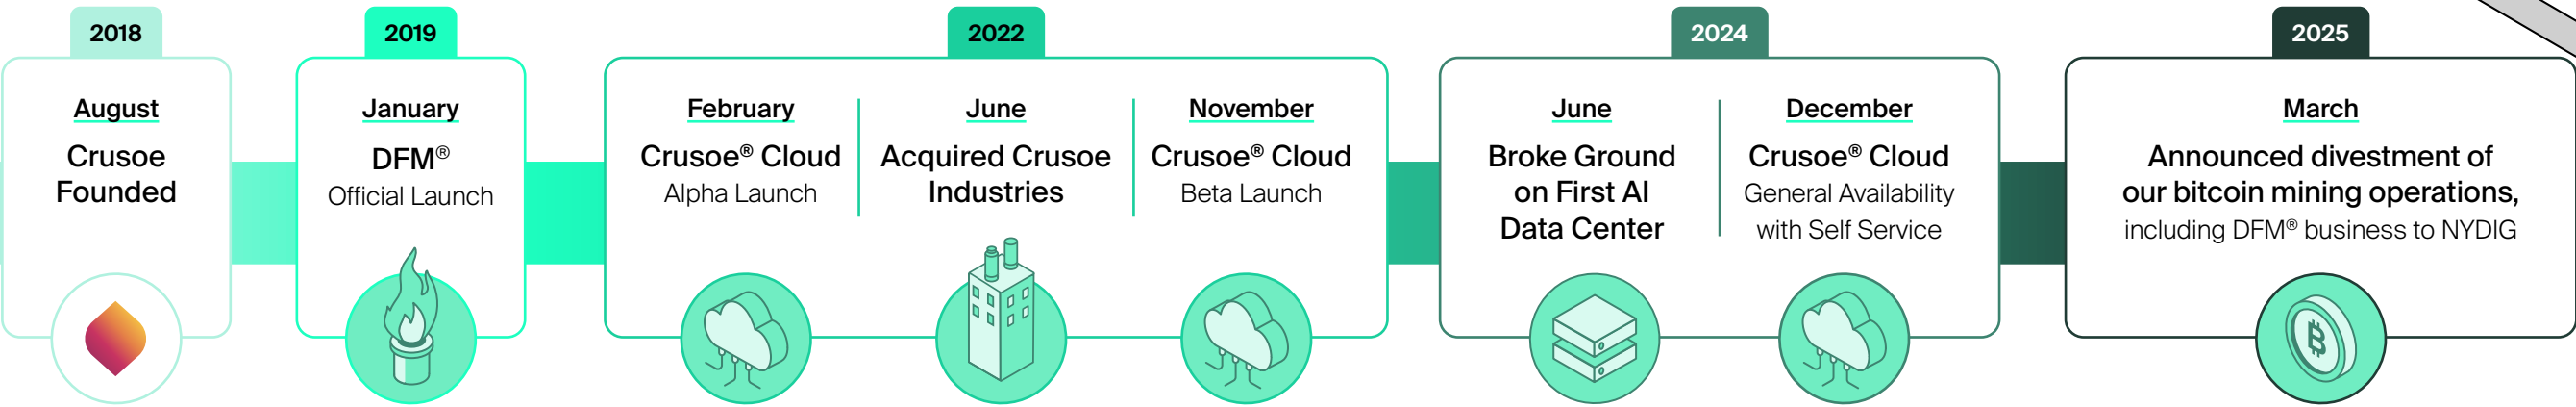 2018
August
Crusoe
Founded
2019
January
DFM®
Official Launch
2022
February
Crusoe® Cloud
Alpha Launch
June
Acquired Crusoe
Industries
November
Crusoe® Cloud
Beta Launch
2024
June
Broke Ground
on First AI
Data Center
December
Crusoe® Cloud
General Availability
with Self Service
2025
March
Announced divestment of
our bitcoin mining operations,
including DFM® business to NYDIG